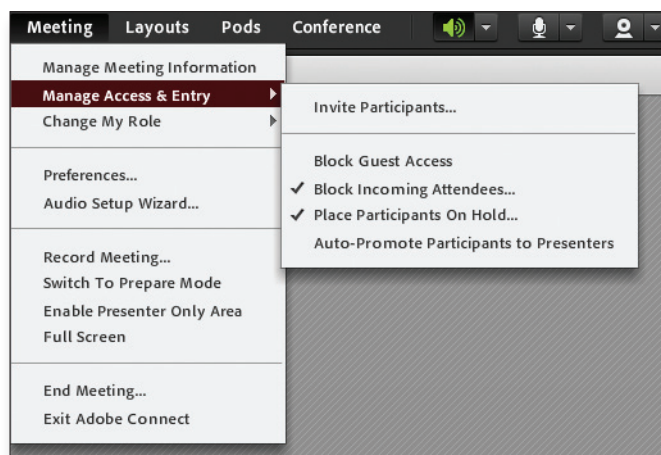 Meeting Layouts Pods Conference
Manage Meeting Information
Manage Access & Entry
Change My Role
Preferences...
Audio Setup Wizard...
Record Meeting...
Switch To Prepare Mode
Enable Presenter Only Area
Full Screen
End Meeting...
Exit Adobe Connect
Invite Participants...
Block Guest Access
Block Incoming Attendees...
Place Participants On Hold...
Auto-Promote Participants to Presenters